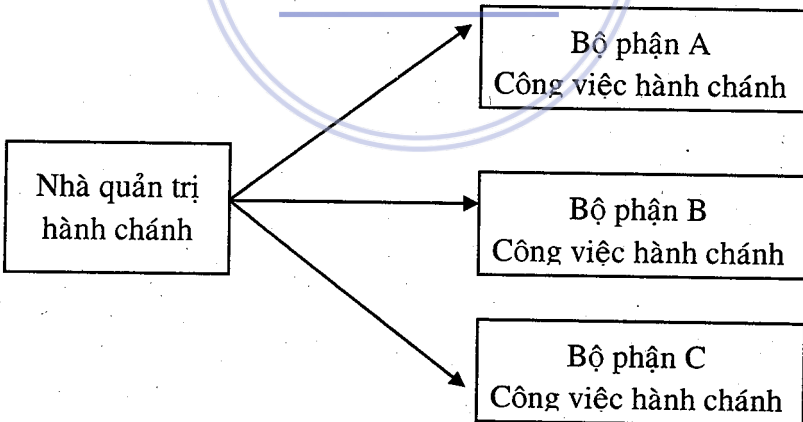 Nhà quản trị
hành chánh
Bộ phận A
Công việc hành chánh
Bộ phận B
Công việc hành chánh
Bộ phận C
Công việc hành chánh